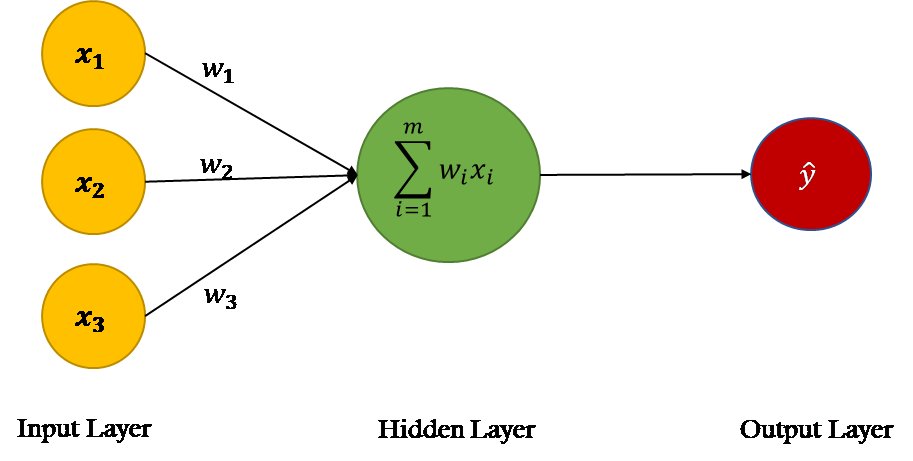 x₁
w₁
x₂
w₂
x₃
w₃
m
∑ wᵢxᵢ
i=1
ŷ
Input Layer
Hidden Layer
Output Layer